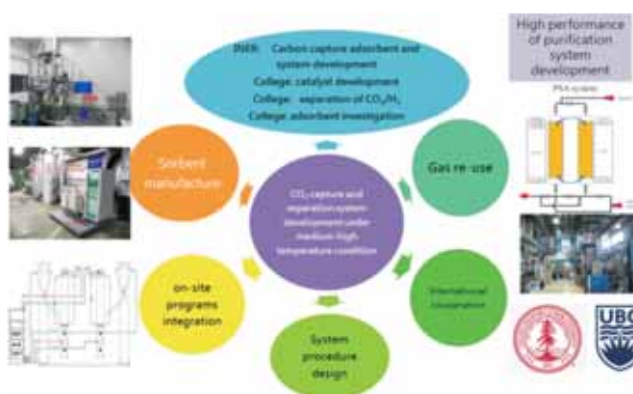 INER: Carbon capture adsorbent and
system development
College: catalyst development
College: separation of CO₂/H₂
College: adsorbent investigation
High performance
of purification
system
development
PSA system
Sorbent
manufacture
Gas re-use
CO₂ capture and
separation system
development under
medium-high
temperature condition
on-site
programs
integration
International
cooperation
System
procedure
design
UBC